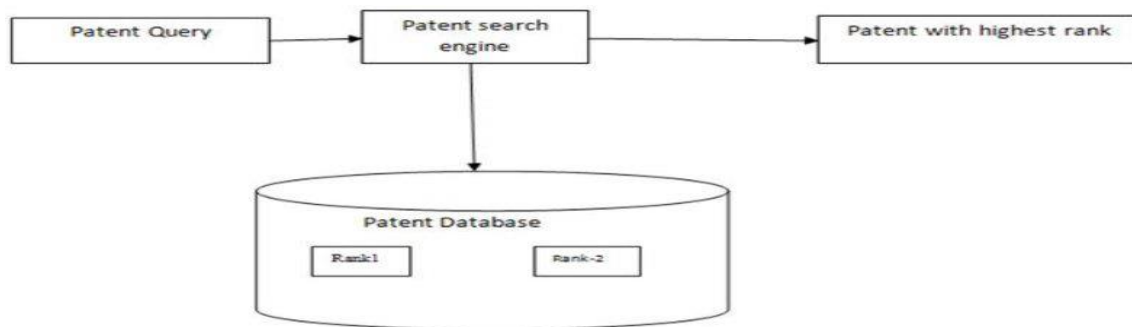 Patent Query
Patent search
engine
Patent with highest rank
Patent Database
Rank1
Rank-2